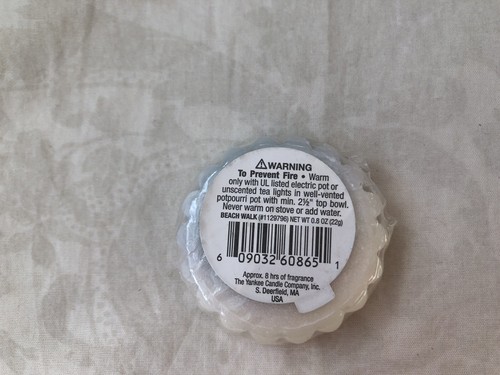 ⚠WARNING
To Prevent Fire • Warm
only with UL listed electric pot or
unscented tea lights in well-vented
potpourri pot with min. 2½" top bowl.
Never warm on stove or add water.
BEACH WALK (#1129796) NET WT 0.8 OZ (22g)
6 09032 60865 1
Approx. 8 hrs of fragrance
The Yankee Candle Company, Inc.
S. Deerfield, MA
USA